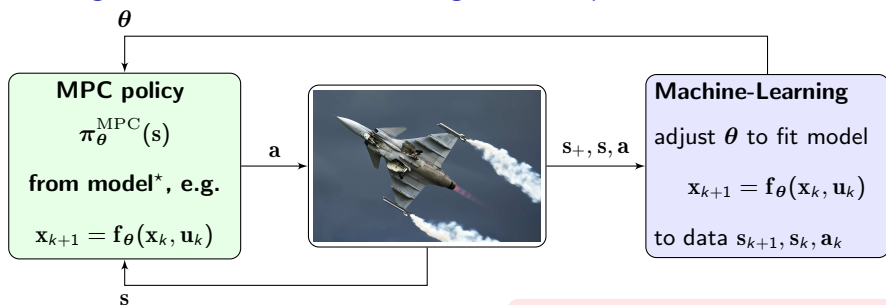 θ
MPC policy
π_θ^MPC(s)
from model*, e.g.
x_{k+1} = f_θ(x_k, u_k)
a
s_+, s, a
Machine-Learning
adjust θ to fit model
x_{k+1} = f_θ(x_k, u_k)
to data s_{k+1}, s_k, a_k
s